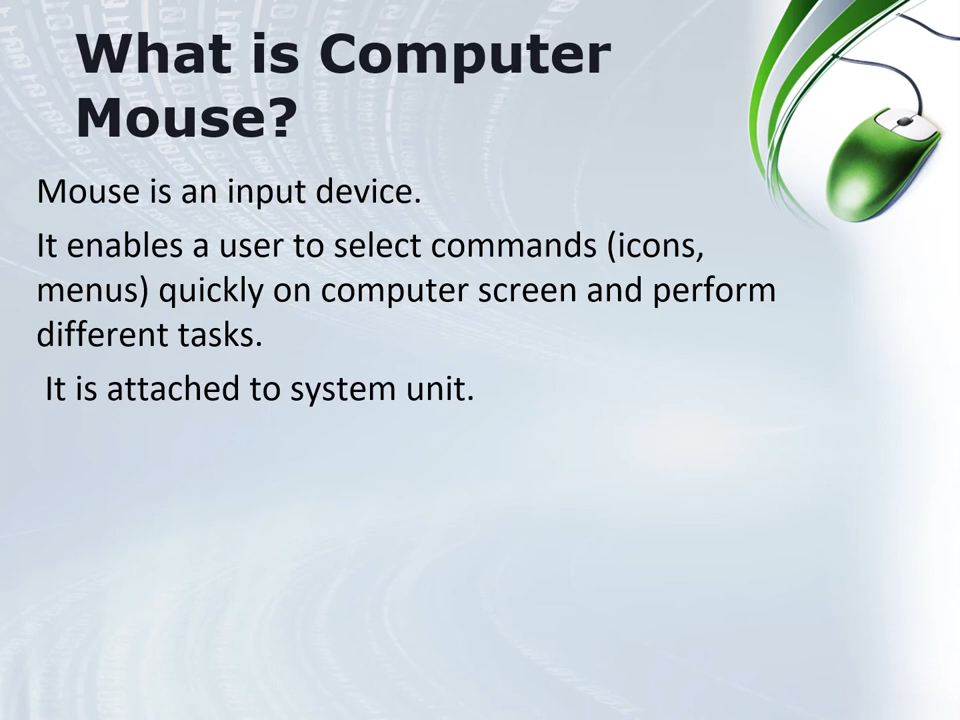 What is Computer
Mouse?
Mouse is an input device.
It enables a user to select commands (icons,
menus) quickly on computer screen and perform
different tasks.
It is attached to system unit.